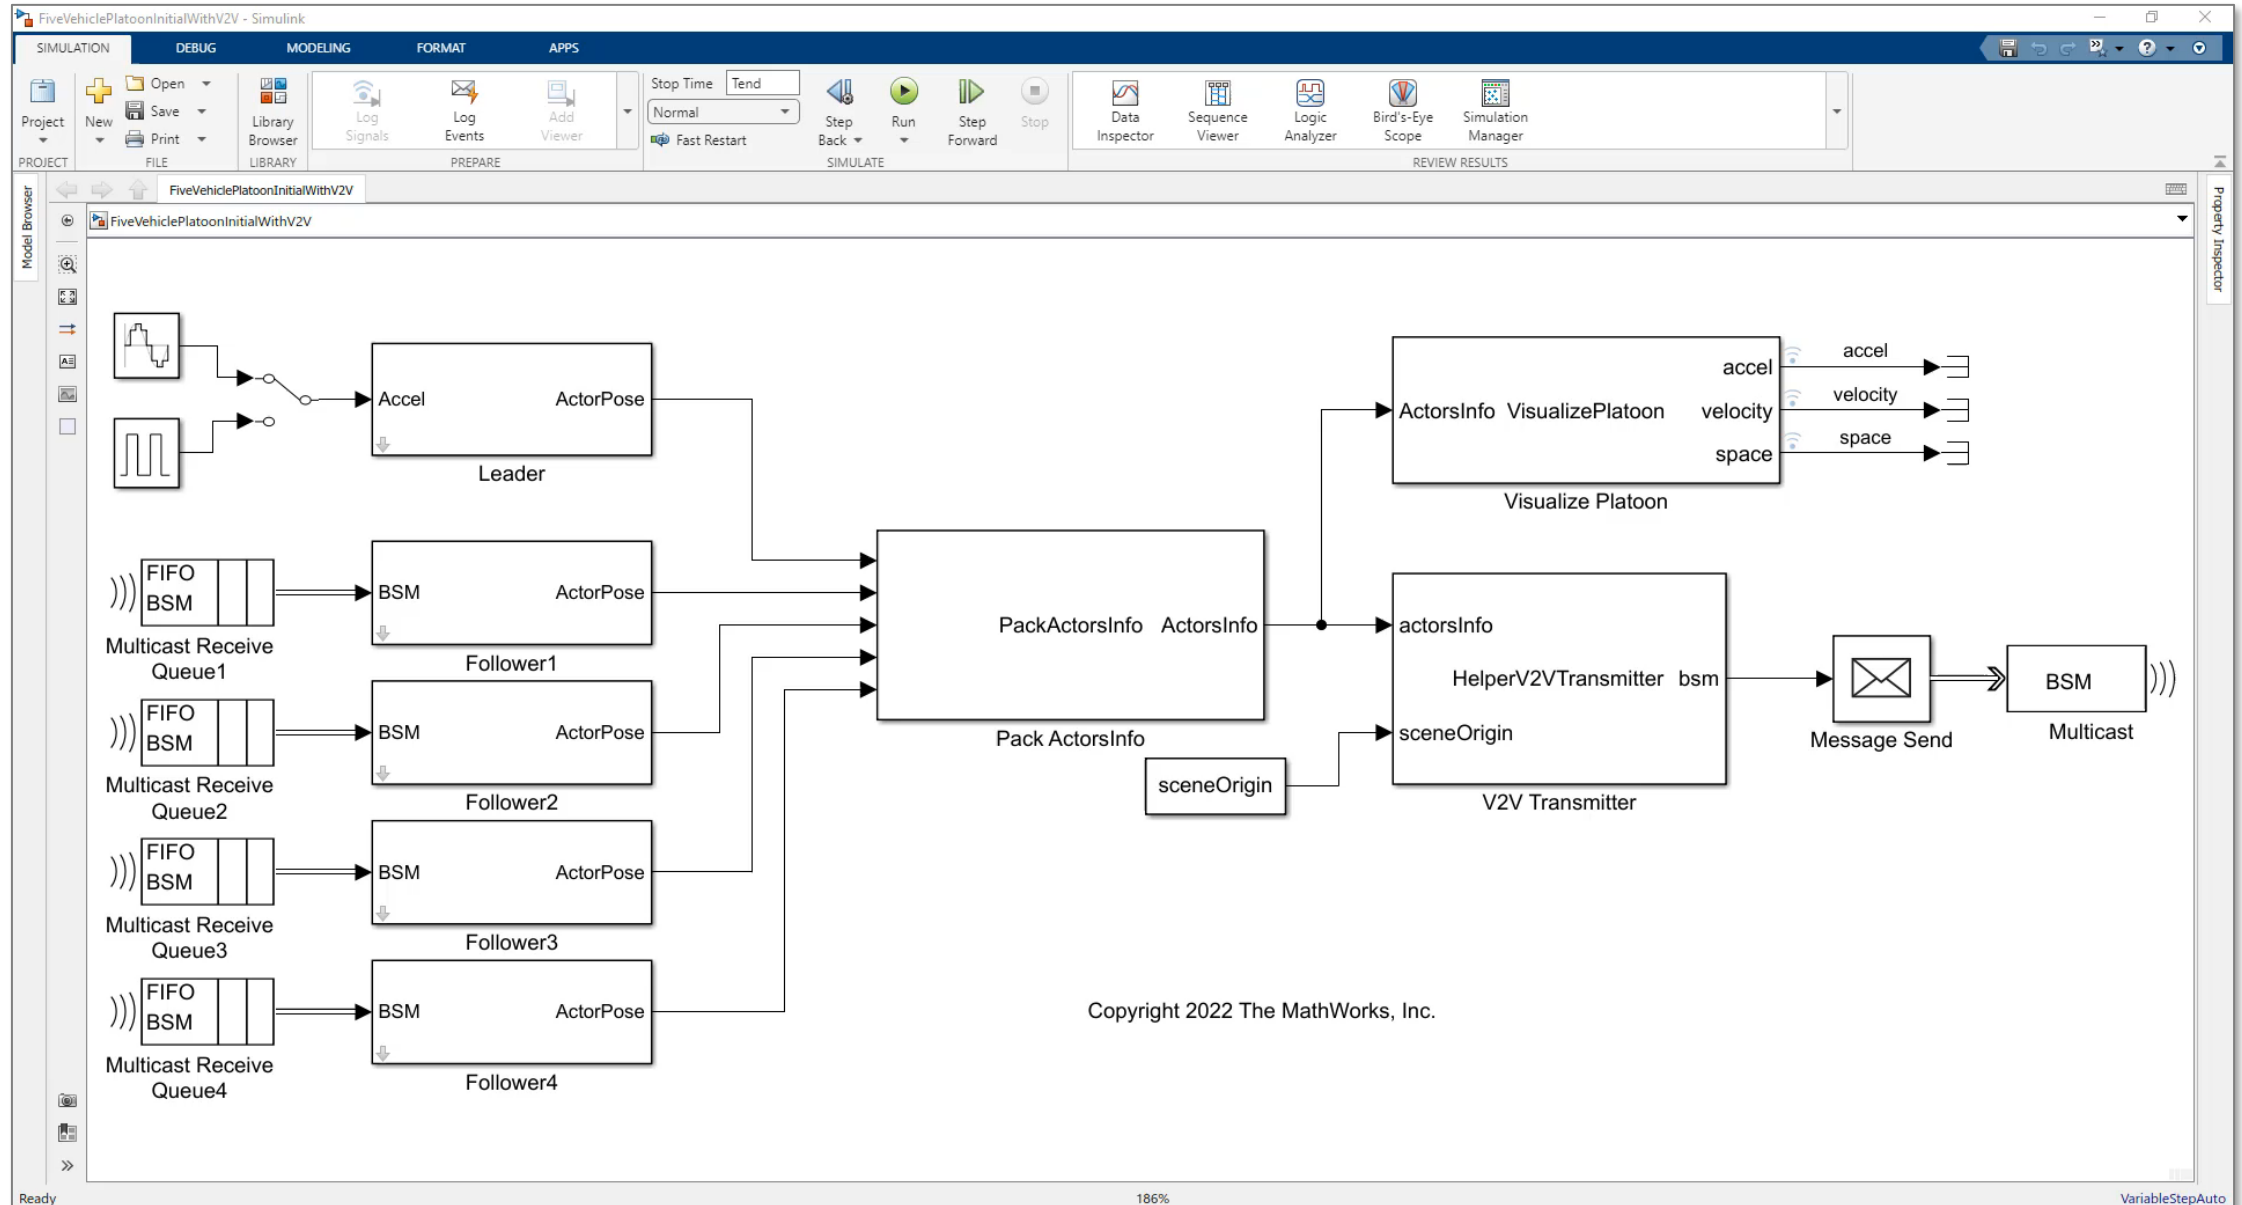 FiveVehiclePlatoonInitialWithV2V - Simulink
SIMULATION DEBUG MODELING FORMAT APPS
Project
New
Open
Save
Print
Library
Browser
Log
Signals
Log
Events
Add
Viewer
Stop Time Tend
Normal
Fast Restart
Step
Back
Run
Step
Forward
Stop
Data
Inspector
Sequence
Viewer
Logic
Analyzer
Bird's-Eye
Scope
Simulation
Manager
PROJECT FILE LIBRARY PREPARE SIMULATE REVIEW RESULTS
Model Browser
FiveVehiclePlatoonInitialWithV2V
FiveVehiclePlatoonInitialWithV2V
Property Inspector
Accel ActorPose
Leader
FIFO
BSM
Multicast Receive
Queue1
BSM ActorPose
Follower1
FIFO
BSM
Multicast Receive
Queue2
BSM ActorPose
Follower2
FIFO
BSM
Multicast Receive
Queue3
BSM ActorPose
Follower3
FIFO
BSM
Multicast Receive
Queue4
BSM ActorPose
Follower4
PackActorsInfo ActorsInfo
Pack ActorsInfo
sceneOrigin
ActorsInfo VisualizePlatoon
accel
velocity
space
Visualize Platoon
accel
velocity
space
actorsInfo
HelperV2VTransmitter bsm
sceneOrigin
V2V Transmitter
Message Send
BSM
Multicast
Copyright 2022 The MathWorks, Inc.
Ready 186% VariableStepAuto